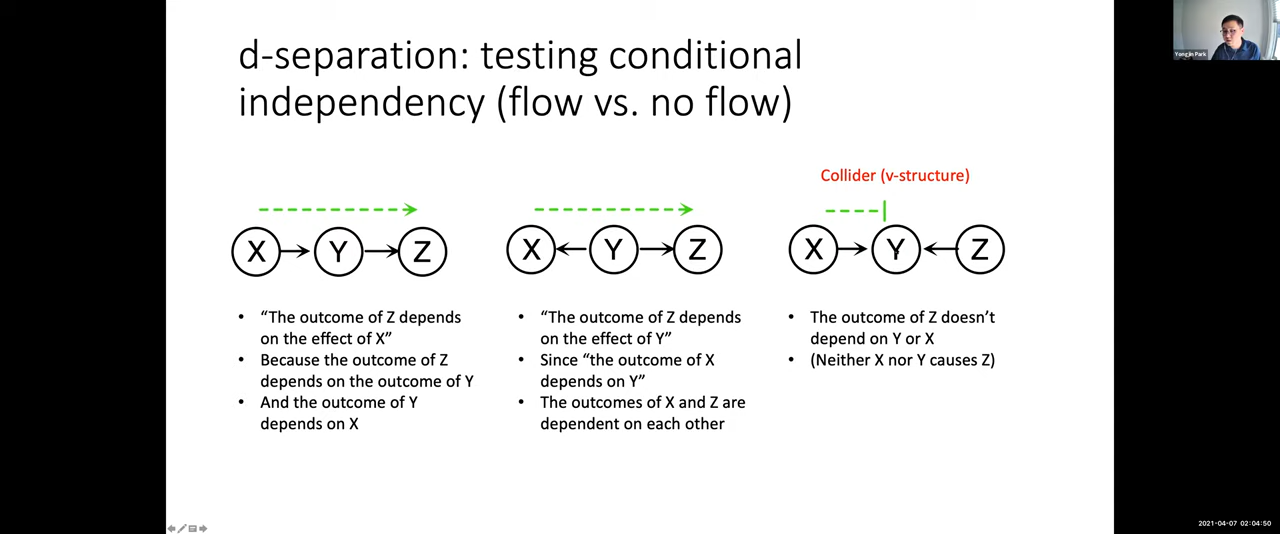 d-separation: testing conditional
independency (flow vs. no flow)
Yongjin Park
Collider (v-structure)
X Y Z
X Y Z
X Y Z
• “The outcome of Z depends
on the effect of X”
• Because the outcome of Z
depends on the outcome of Y
• And the outcome of Y
depends on X
• “The outcome of Z depends
on the effect of Y”
• Since “the outcome of X
depends on Y”
• The outcomes of X and Z are
dependent on each other
• The outcome of Z doesn’t
depend on Y or X
• (Neither X nor Y causes Z)
2021-04-07 02:04:50